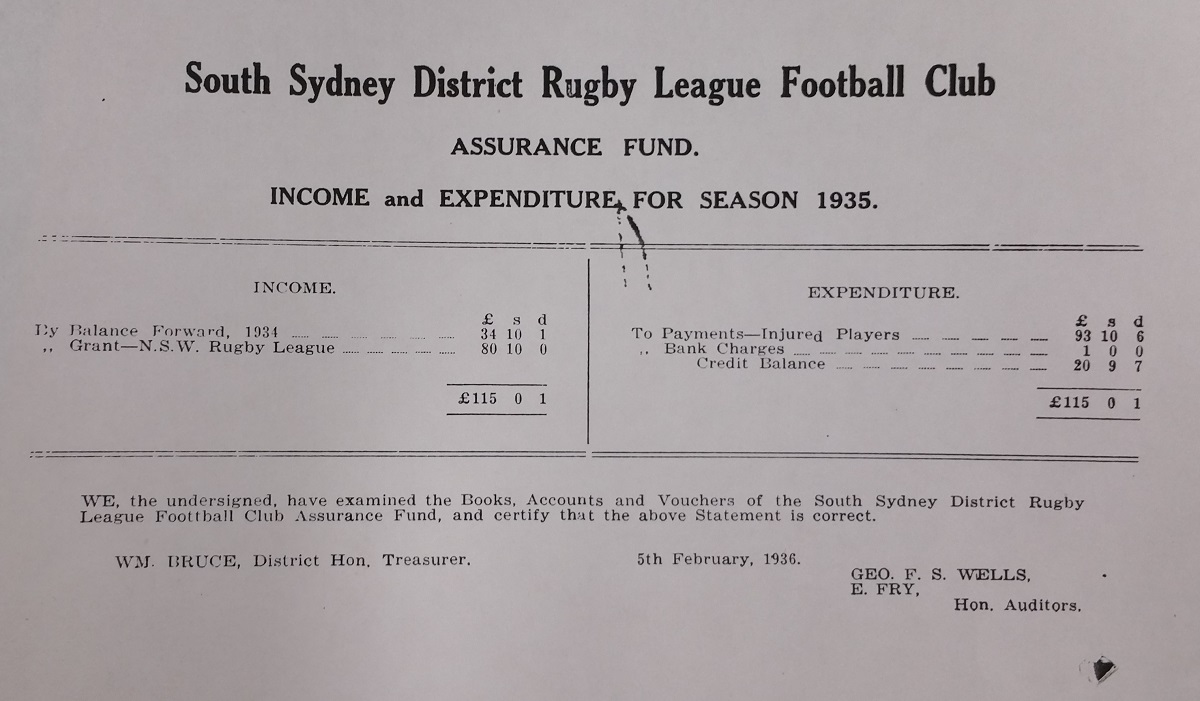 South Sydney District Rugby League Football Club
ASSURANCE FUND.
INCOME and EXPENDITURE, FOR SEASON 1935.
INCOME.
£ s d
By Balance Forward, 1934 34 10 1
„ Grant—N.S.W. Rugby League 80 10 0
£115 0 1
EXPENDITURE.
£ s d
To Payments—Injured Players 93 10 6
„ Bank Charges 1 0 0
Credit Balance 20 9 7
£115 0 1
WE, the undersigned, have examined the Books, Accounts and Vouchers of the South Sydney District Rugby
League Foottball Club Assurance Fund, and certify that the above Statement is correct.
WM. BRUCE, District Hon. Treasurer.
5th February, 1936.
GEO. F. S. WELLS,
E. FRY,
Hon. Auditors.